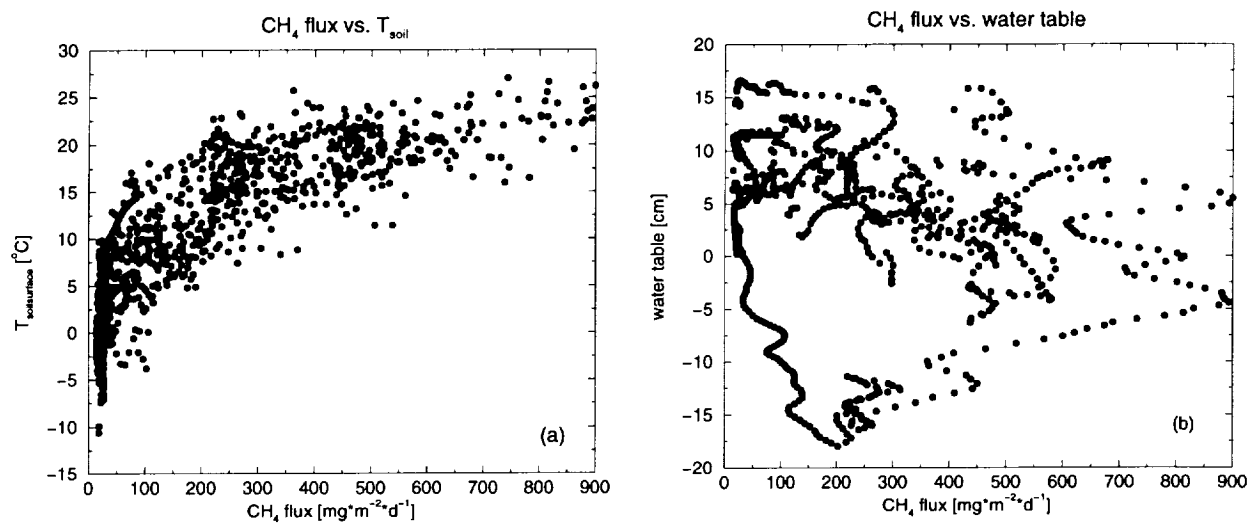 CH₄ flux vs. T_soil
30
25
20
15
10
5
0
−5
−10
−15
T_soilsurface [°C]
(a)
0 100 200 300 400 500 600 700 800 900
CH₄ flux [mg*m⁻²*d⁻¹]
CH₄ flux vs. water table
20
15
10
5
0
−5
−10
−15
−20
water table [cm]
(b)
0 100 200 300 400 500 600 700 800 900
CH₄ flux [mg*m⁻²*d⁻¹]